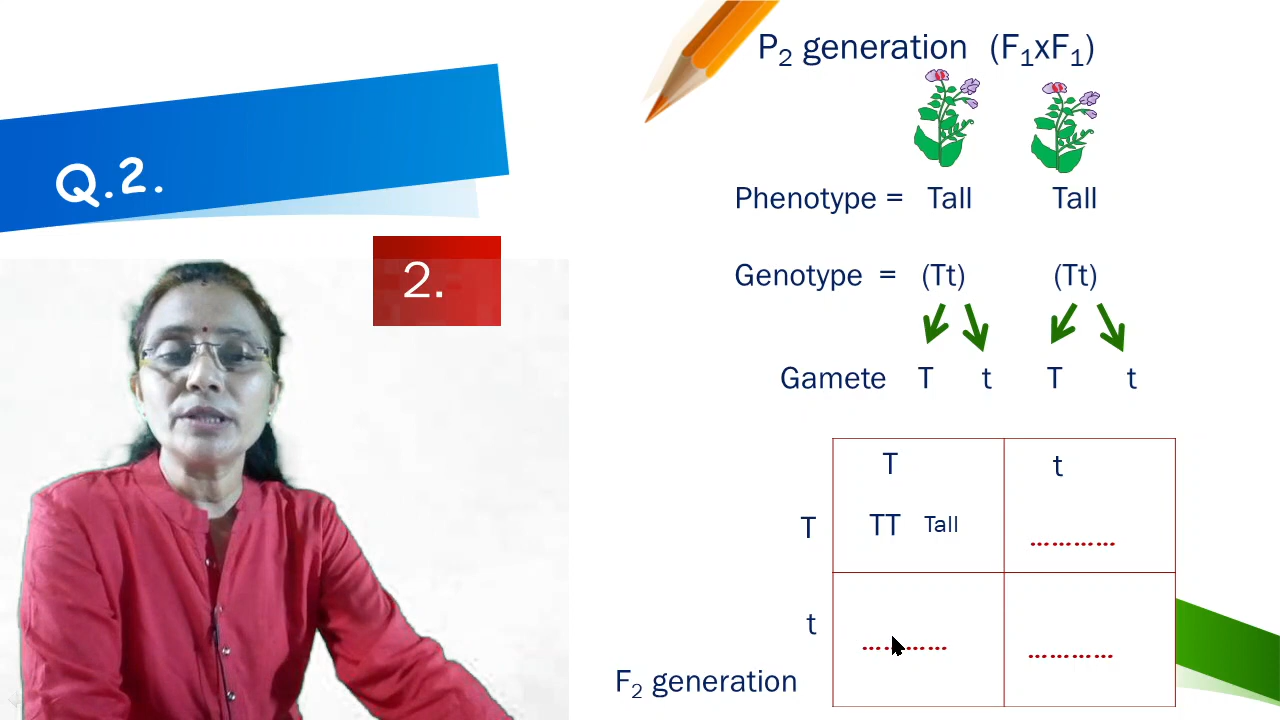 Q.2.
2.
P₂ generation (F₁xF₁)
Phenotype = Tall Tall
Genotype = (Tt) (Tt)
Gamete T t T t
T t
T TT Tall …………
t ………… …………
F₂ generation